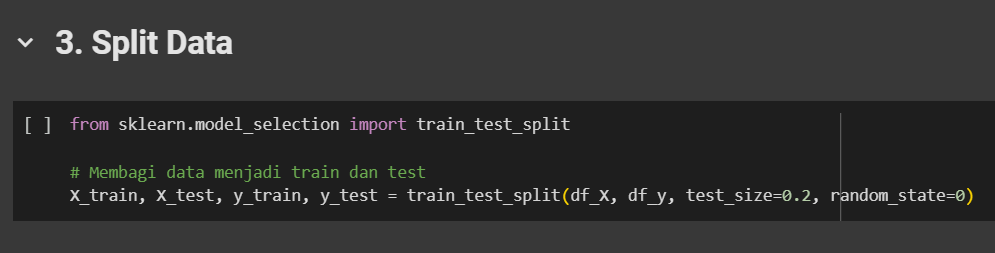 3. Split Data
[ ] from sklearn.model_selection import train_test_split
# Membagi data menjadi train dan test
X_train, X_test, y_train, y_test = train_test_split(df_X, df_y, test_size=0.2, random_state=0)